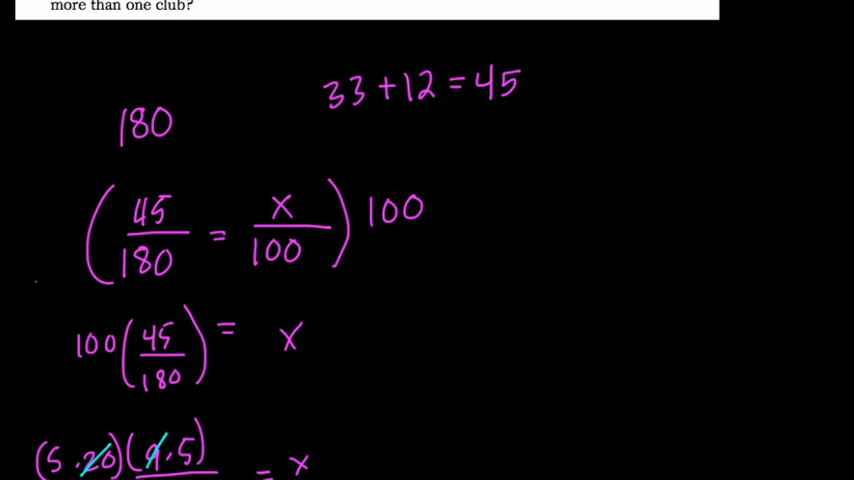 more than one club?
33 + 12 = 45
180
(45/180 = x/100) 100
100 (45/180) = x
(5 · 20)(9 · 5) = x